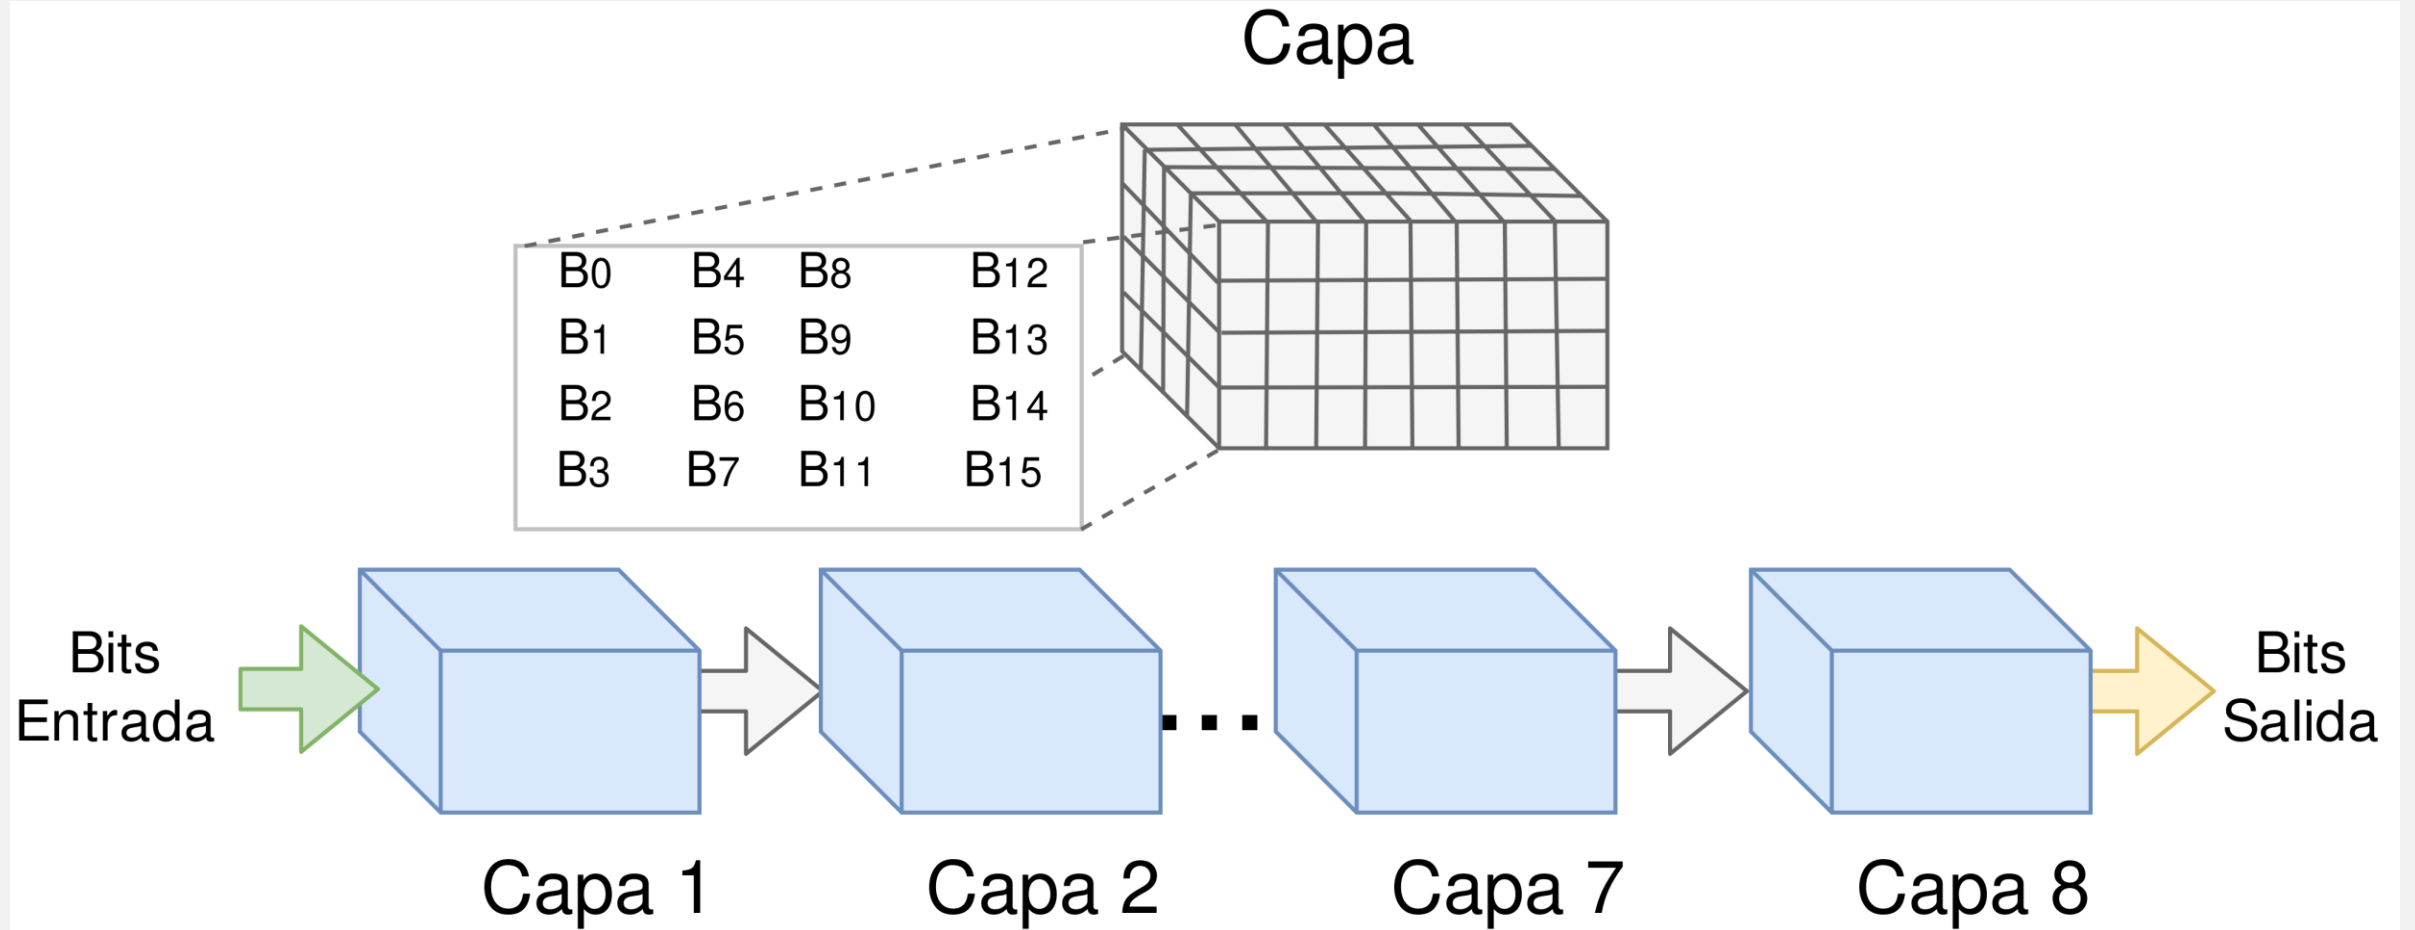 Capa
B0 B4 B8 B12
B1 B5 B9 B13
B2 B6 B10 B14
B3 B7 B11 B15
Bits
Entrada
...
Bits
Salida
Capa 1
Capa 2
Capa 7
Capa 8